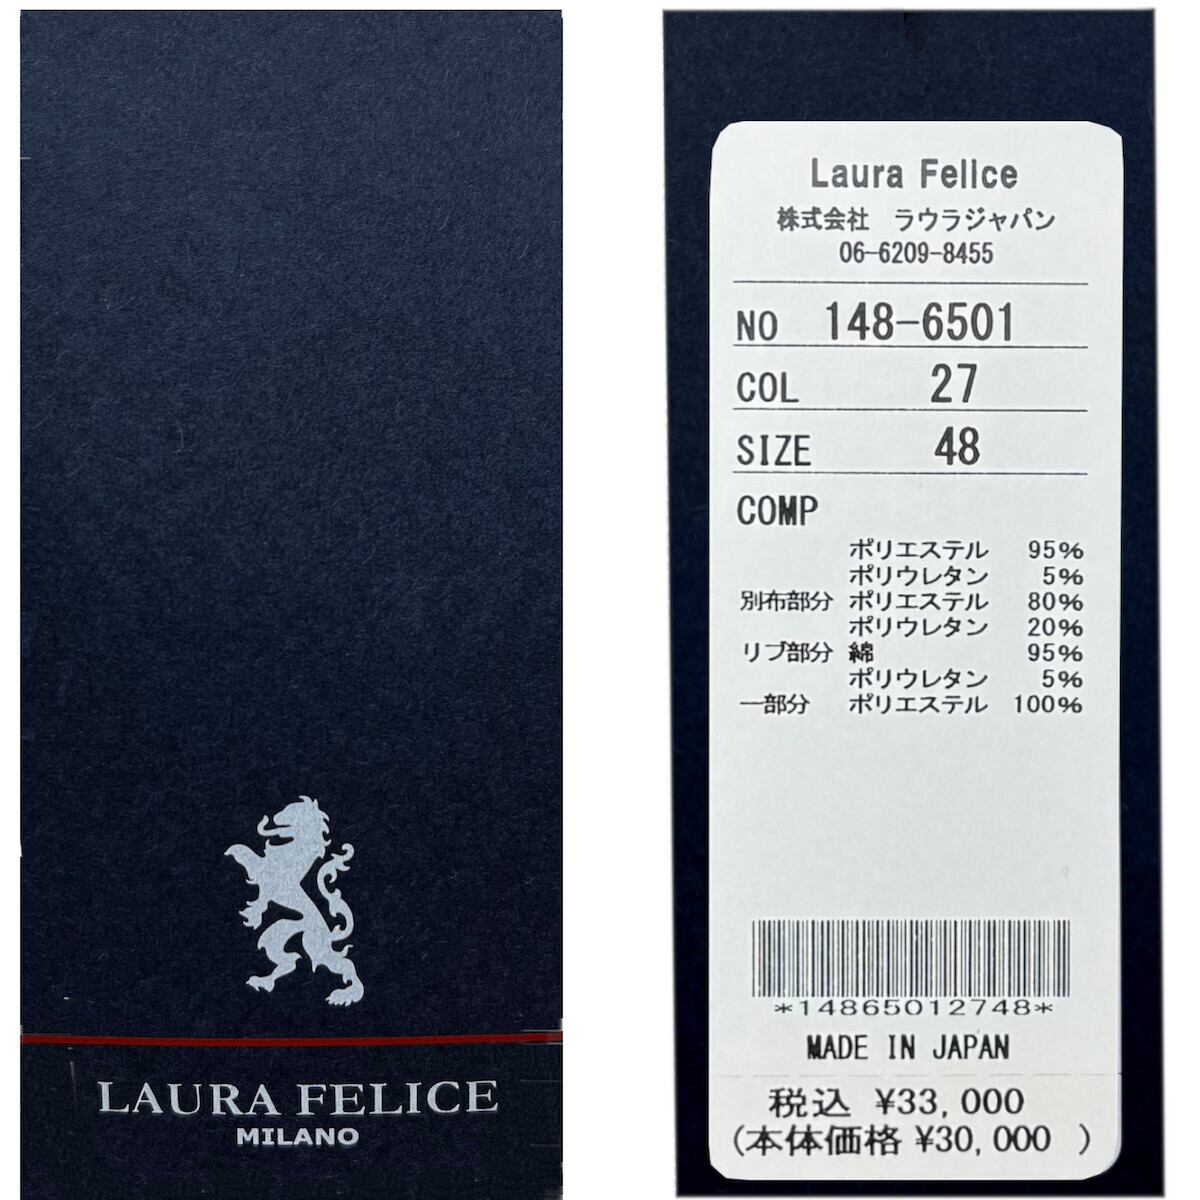 LAURA FELICE
MILANO
Laura Felice
株式会社 ラウラジャパン
06-6209-8455
NO 148-6501
COL 27
SIZE 48
COMP
ポリエステル 95%
ポリウレタン 5%
別布部分 ポリエステル 80%
ポリウレタン 20%
リブ部分 綿 95%
ポリウレタン 5%
一部分 ポリエステル 100%
*14865012748*
MADE IN JAPAN
税込 ¥33,000
(本体価格 ¥30,000 )